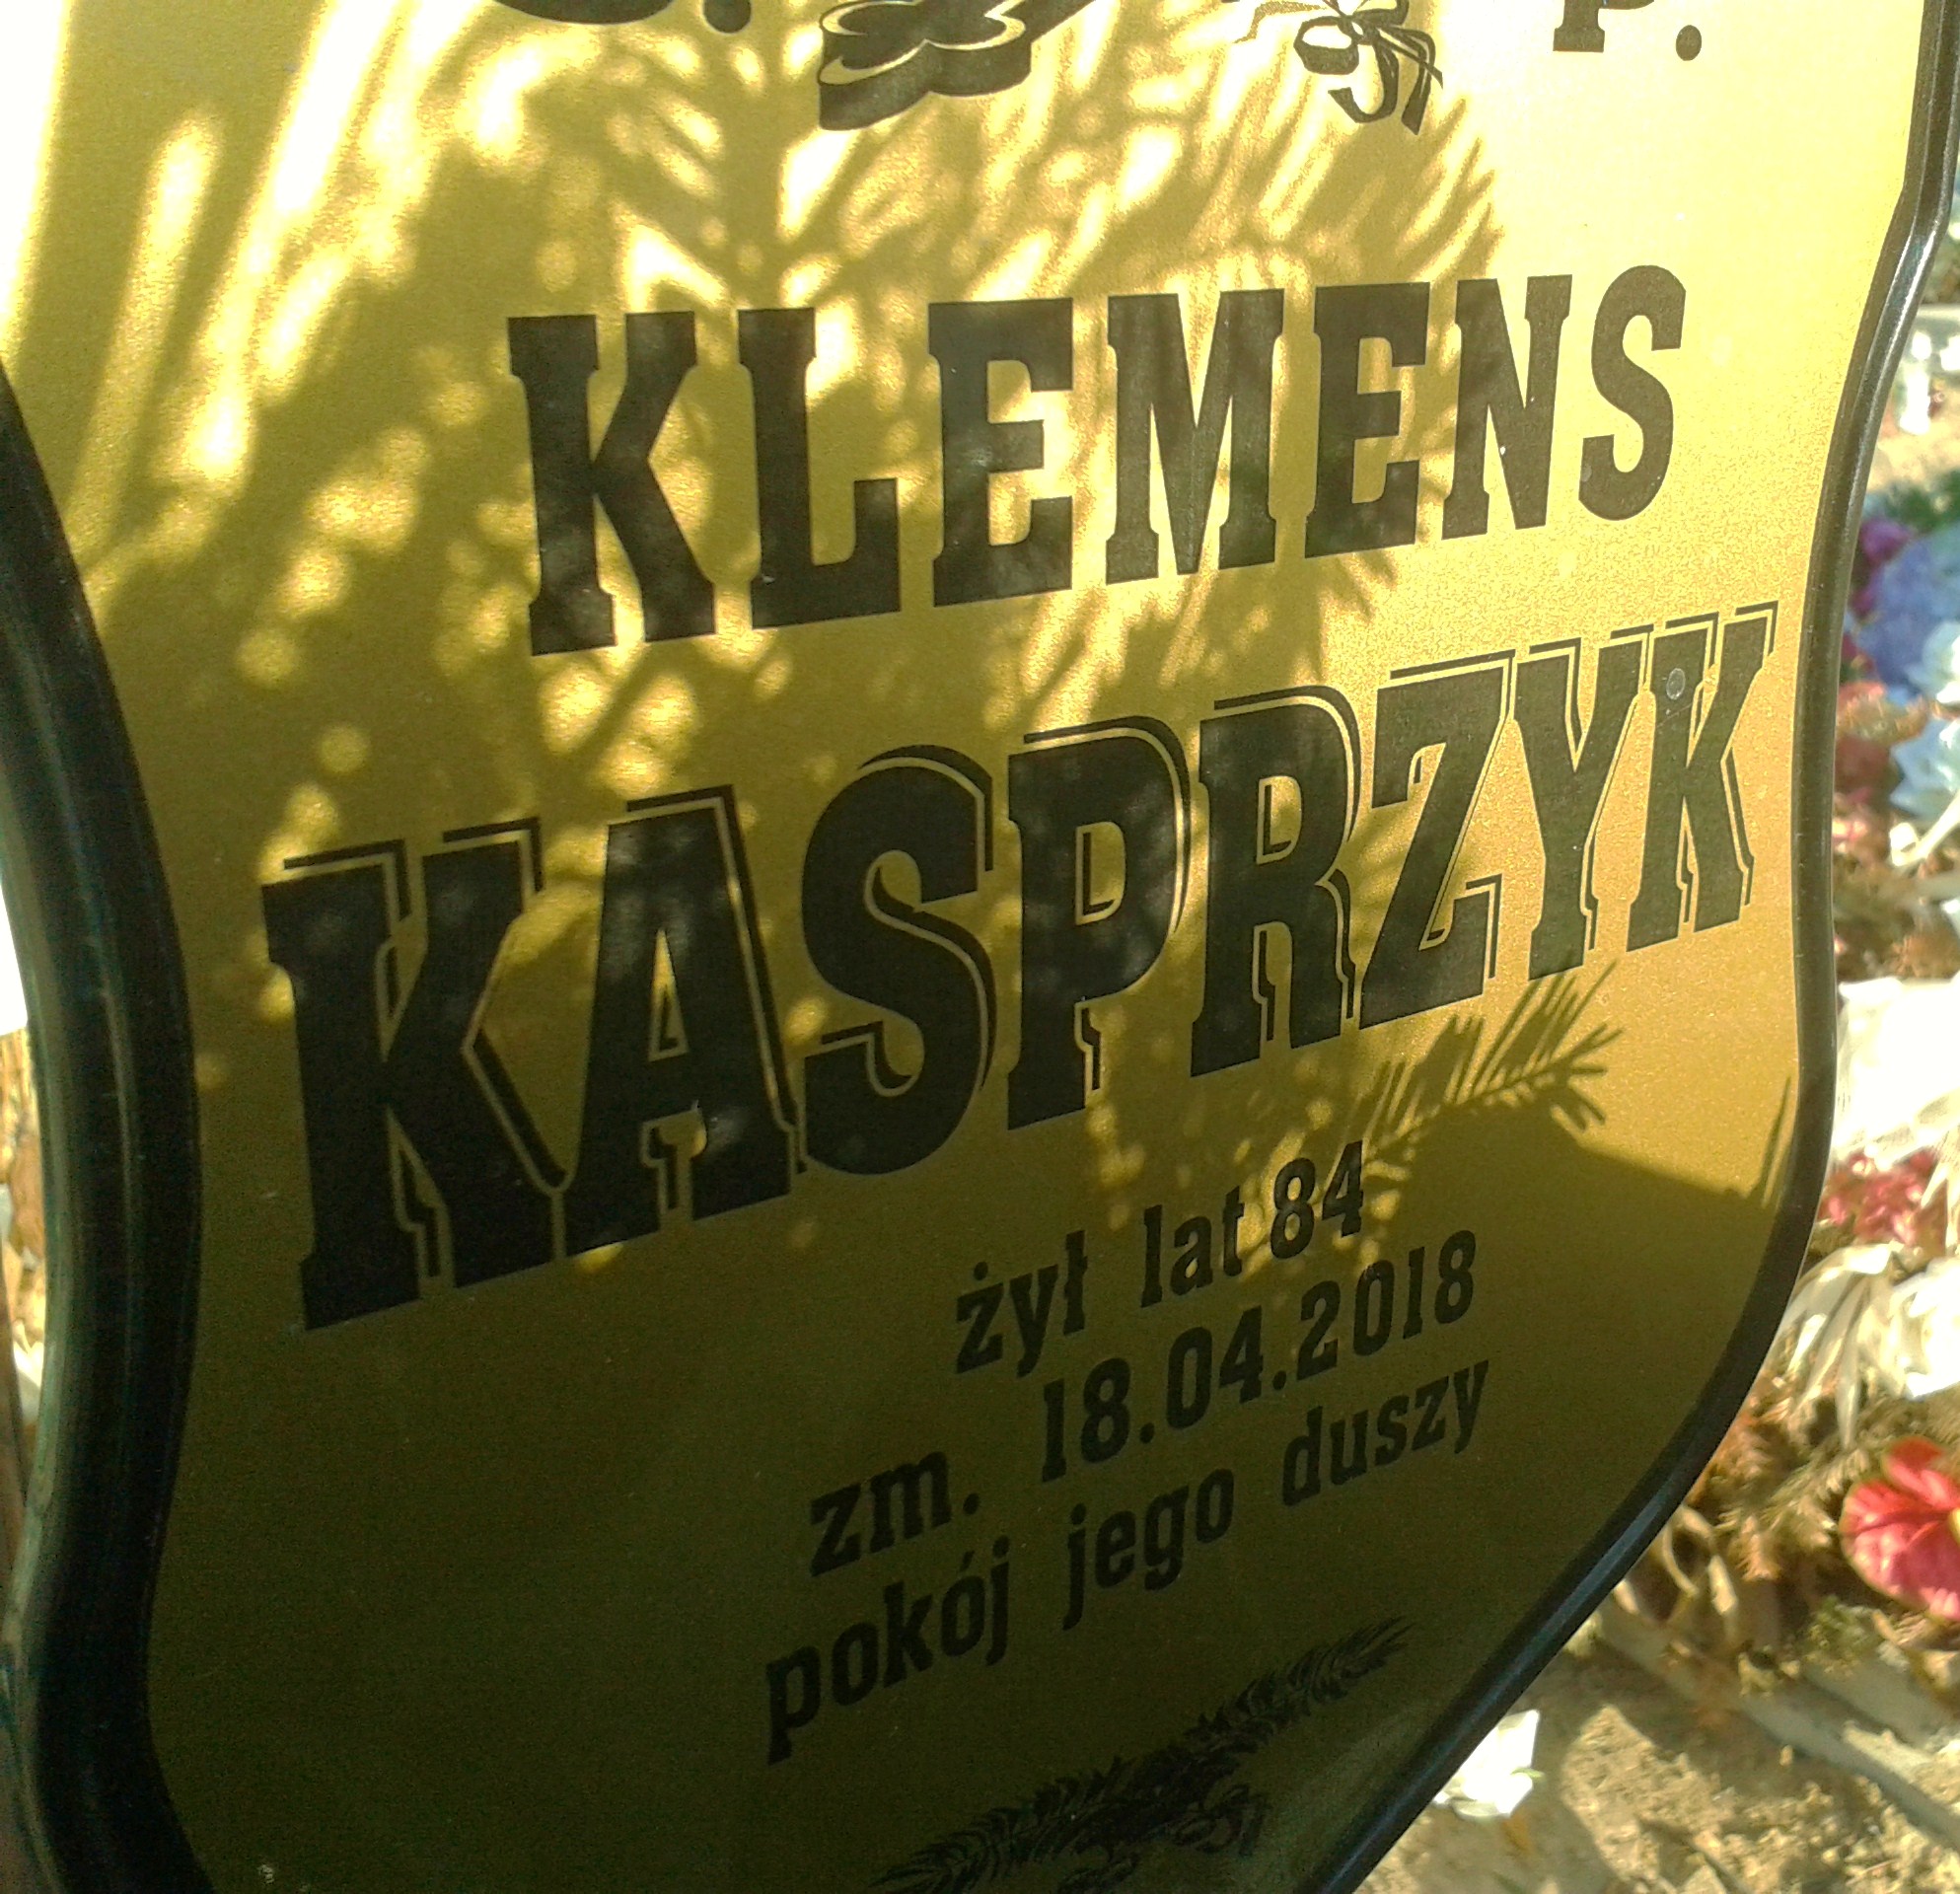 P.
KLEMENS
KASPRZYK
żył lat 84
zm. 18.04.2018
pokój jego duszy